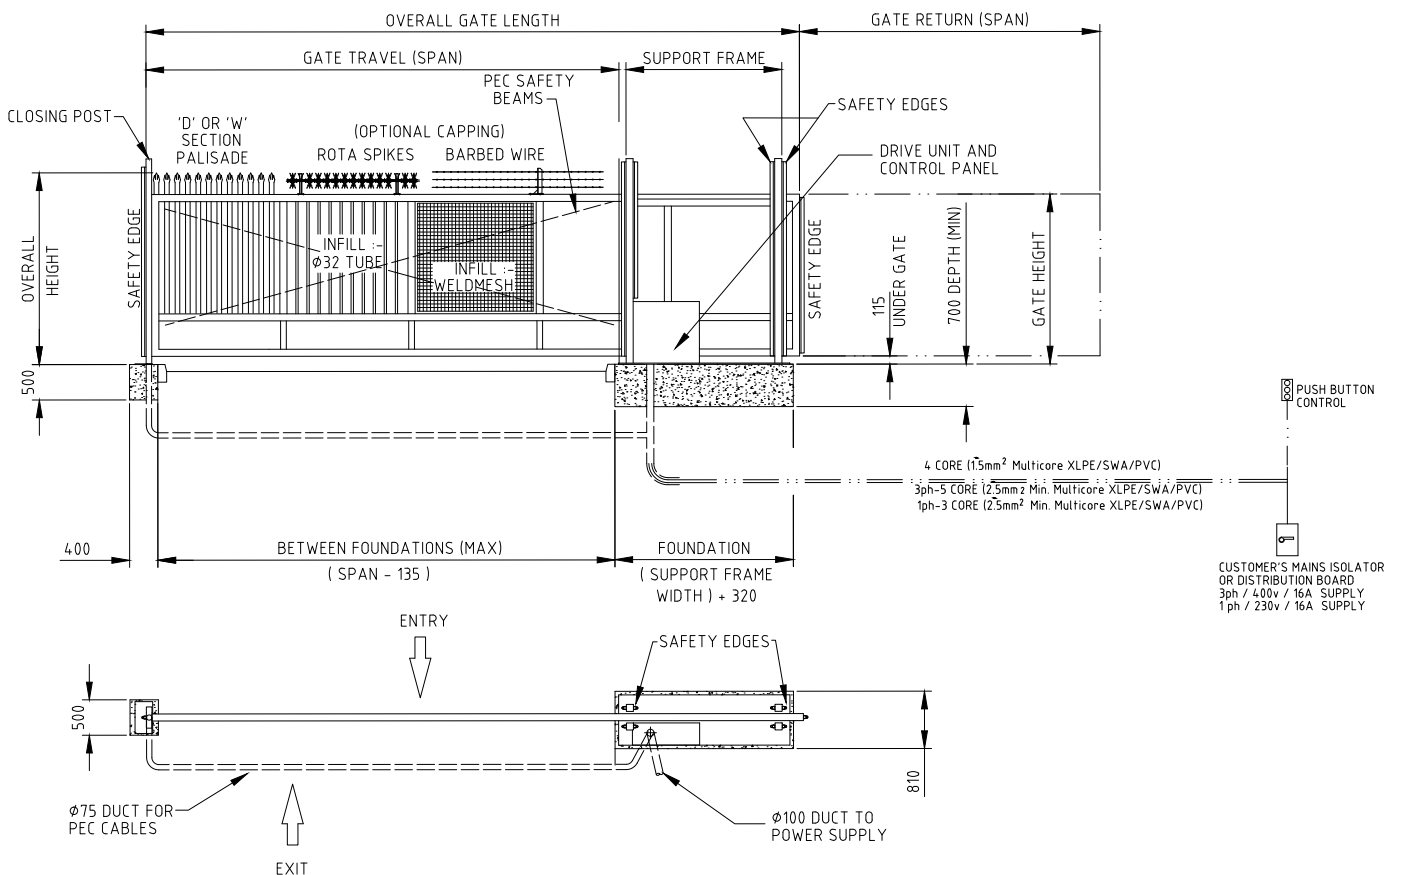 OVERALL GATE LENGTH
GATE RETURN (SPAN)
GATE TRAVEL (SPAN)
SUPPORT FRAME
PEC SAFETY
BEAMS
CLOSING POST
'D' OR 'W'
SECTION
PALISADE
(OPTIONAL CAPPING)
ROTA SPIKES
BARBED WIRE
SAFETY EDGES
DRIVE UNIT AND
CONTROL PANEL
OVERALL
HEIGHT
SAFETY EDGE
INFILL :-
Ø32 TUBE
INFILL :-
WELDMESH
SAFETY EDGE
115
UNDER GATE
700 DEPTH (MIN)
GATE HEIGHT
500
PUSH BUTTON
CONTROL
4 CORE (1.5mm² Multicore XLPE/SWA/PVC)
3ph-5 CORE (2.5mm2 Min. Multicore XLPE/SWA/PVC)
1ph-3 CORE (2.5mm² Min. Multicore XLPE/SWA/PVC)
400
BETWEEN FOUNDATIONS (MAX)
( SPAN - 135 )
FOUNDATION
( SUPPORT FRAME
WIDTH ) + 320
CUSTOMER'S MAINS ISOLATOR
OR DISTRIBUTION BOARD
3ph / 400v / 16A SUPPLY
1 ph / 230v / 16A SUPPLY
ENTRY
SAFETY EDGES
500
810
Ø75 DUCT FOR
PEC CABLES
Ø100 DUCT TO
POWER SUPPLY
EXIT